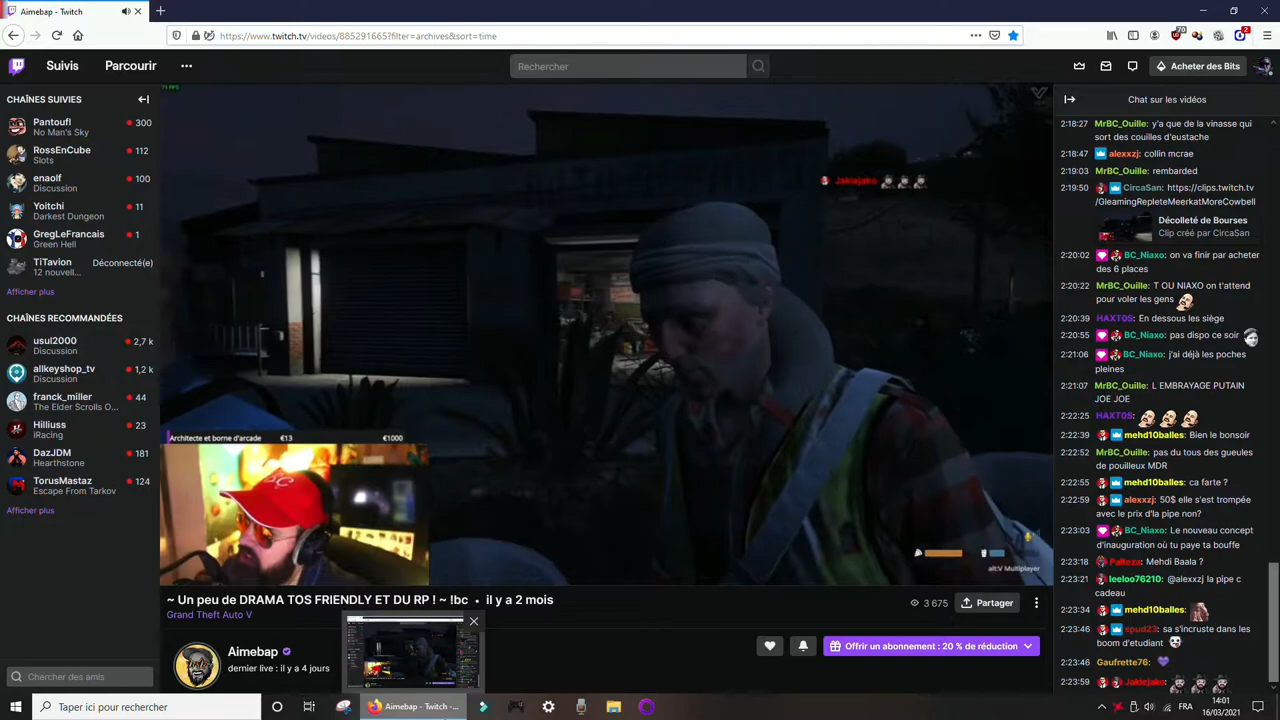 Aimebap - Twitch
https://www.twitch.tv/videos/885291665?filter=archives&sort=time
70
2
Suivis
Parcourir
Rechercher
Acheter des Bits
CHAÎNES SUIVIES
Pantoufl
300
No Man's Sky
RossEnCube
112
Slots
enaolf
100
Discussion
Yoitchi
11
Darkest Dungeon
GregLeFrancais
1
Green Hell
TiTavion
Déconnecté(e)
12 nouvell...
Afficher plus
CHAÎNES RECOMMANDÉES
usul2000
2,7 k
Discussion
allkeyshop_tv
1,2 k
Discussion
franck_miller
44
The Elder Scrolls O...
Hilliuss
23
iRacing
DazJDM
181
Hearthstone
TorusMastaz
124
Escape From Tarkov
Afficher plus
Chercher des amis
Jaklejako
Architecte et borne d'arcade €13 €1000
BC
alt:V Multiplayer
~ Un peu de DRAMA TOS FRIENDLY ET DU RP ! ~ !bc • il y a 2 mois
Grand Theft Auto V
3 675
Partager
Aimebap
dernier live : il y a 4 jours
Offrir un abonnement : 20 % de réduction
Chat sur les vidéos
2:18:27 MrBC_Ouille: y'a que de la vinasse qui
sort des couilles d'eustache
2:18:47 alexxzj: collin mcrae
2:19:03 MrBC_Ouille: rembarded
2:19:50 CircaSan: https://clips.twitch.tv
/GleamingRepleteMeerkatMoreCowbell
Décolleté de Bourses
Clip créé par CircaSan
2:20:02 BC_Niaxo: on va finir par acheter
des 6 places
2:20:22 MrBC_Ouille: T OU NIAXO on t'attend
pour voler les gens
2:20:39 HAXT0S: En dessous les siège
2:20:55 BC_Niaxo: pas dispo ce soir
2:21:06 BC_Niaxo: j'ai déjà les poches
pleines
2:21:07 MrBC_Ouille: L EMBRAYAGE PUTAIN
JOE JOE
2:22:25 HAXT0S:
2:22:39 mehd10balles: Bien le bonsoir
2:22:52 MrBC_Ouille: pas du tous des gueules
de pouilleux MDR
2:22:55 mehd10balles: ca farte ?
2:22:59 alexxzj: 50$ elle s'est trompée
avec le prix d'la pipe non?
2:23:03 BC_Niaxo: Le nouveau concept
d'inauguration où tu paye ta bouffe
2:23:18 Palteza: Mehdi Baala ?
2:23:21 leeloo76210: @alexxzj la pipe c
cadeau
2:23:34 mehd10balles:
2:23:46 spud23: sa s'incruste dans les
boom d'etudiant
2:23:46 Gaufrette76:
2:23:59 Jaklejako:
Taper ici pour rechercher
Aimebap - Twitch -...
FRA
14:01
16/03/2021